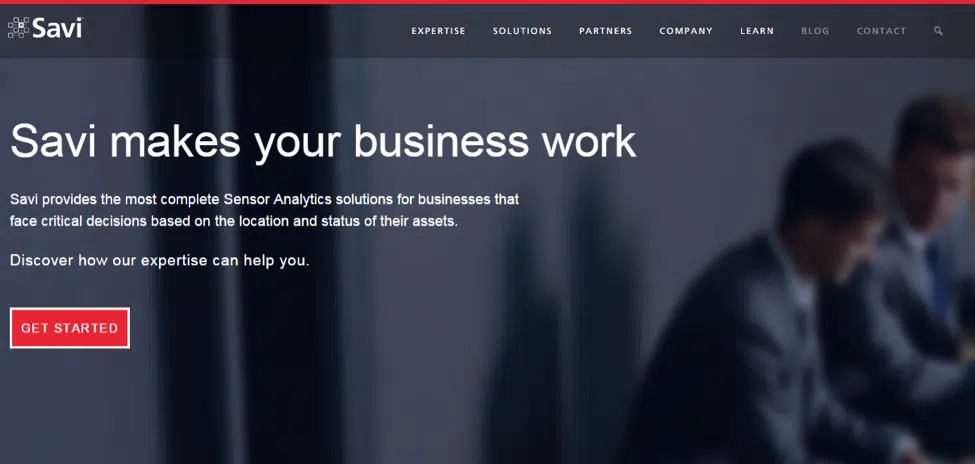 Savi
EXPERTISE SOLUTIONS PARTNERS COMPANY LEARN BLOG CONTACT
Savi makes your business work
Savi provides the most complete Sensor Analytics solutions for businesses that
face critical decisions based on the location and status of their assets.
Discover how our expertise can help you.
GET STARTED